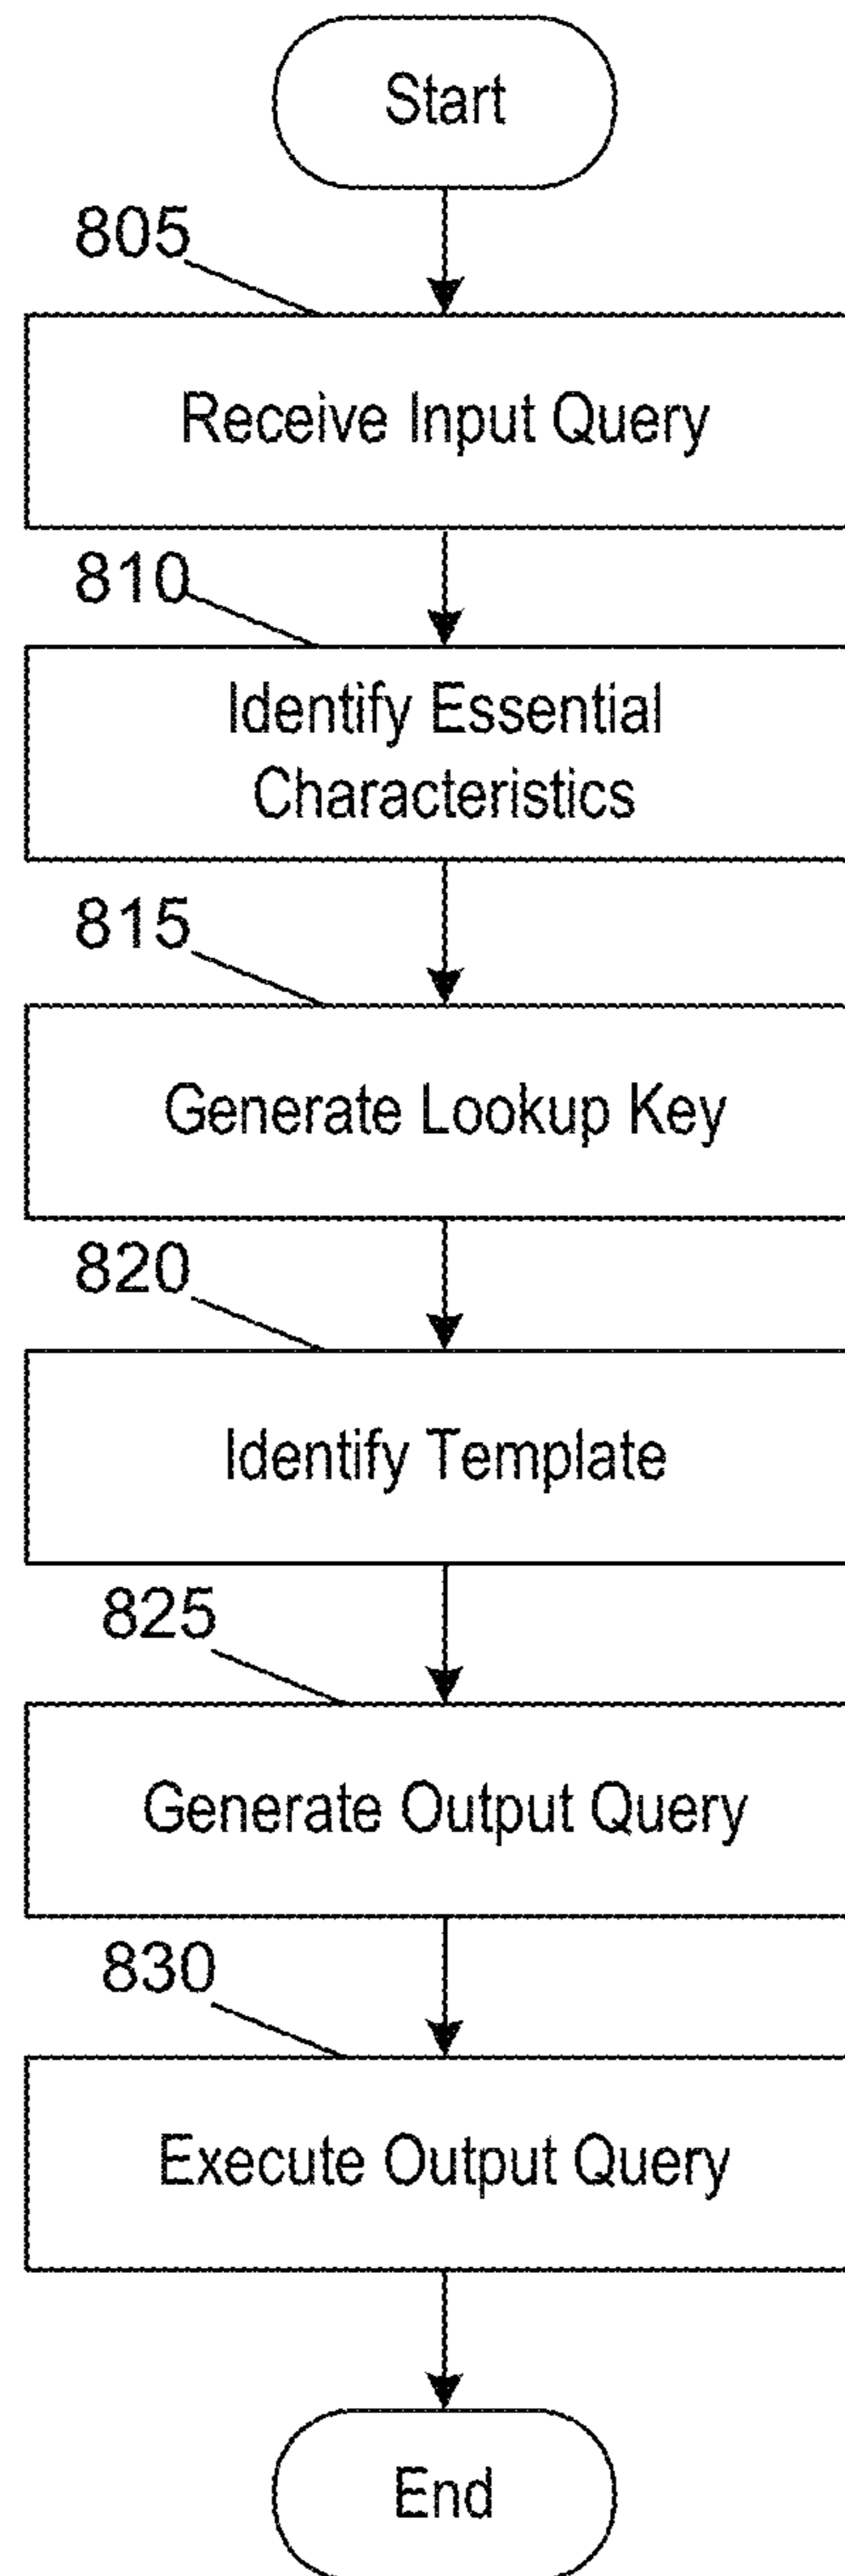 Start
805
Receive Input Query
810
Identify Essential
Characteristics
815
Generate Lookup Key
820
Identify Template
825
Generate Output Query
830
Execute Output Query
End